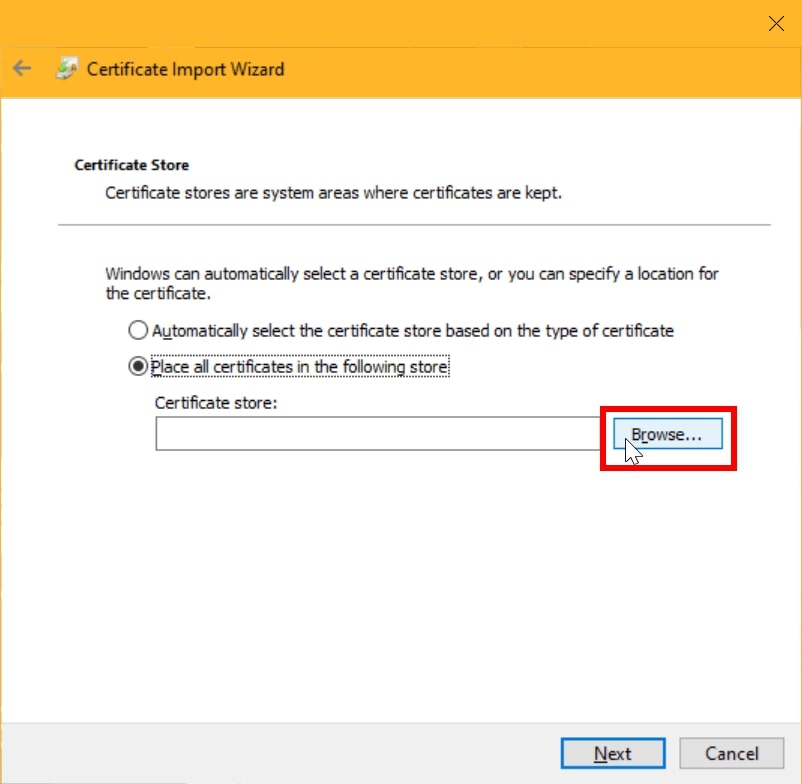 Certificate Import Wizard
Certificate Store
Certificate stores are system areas where certificates are kept.
Windows can automatically select a certificate store, or you can specify a location for
the certificate.
Automatically select the certificate store based on the type of certificate
Place all certificates in the following store
Certificate store:
Browse...
Next
Cancel